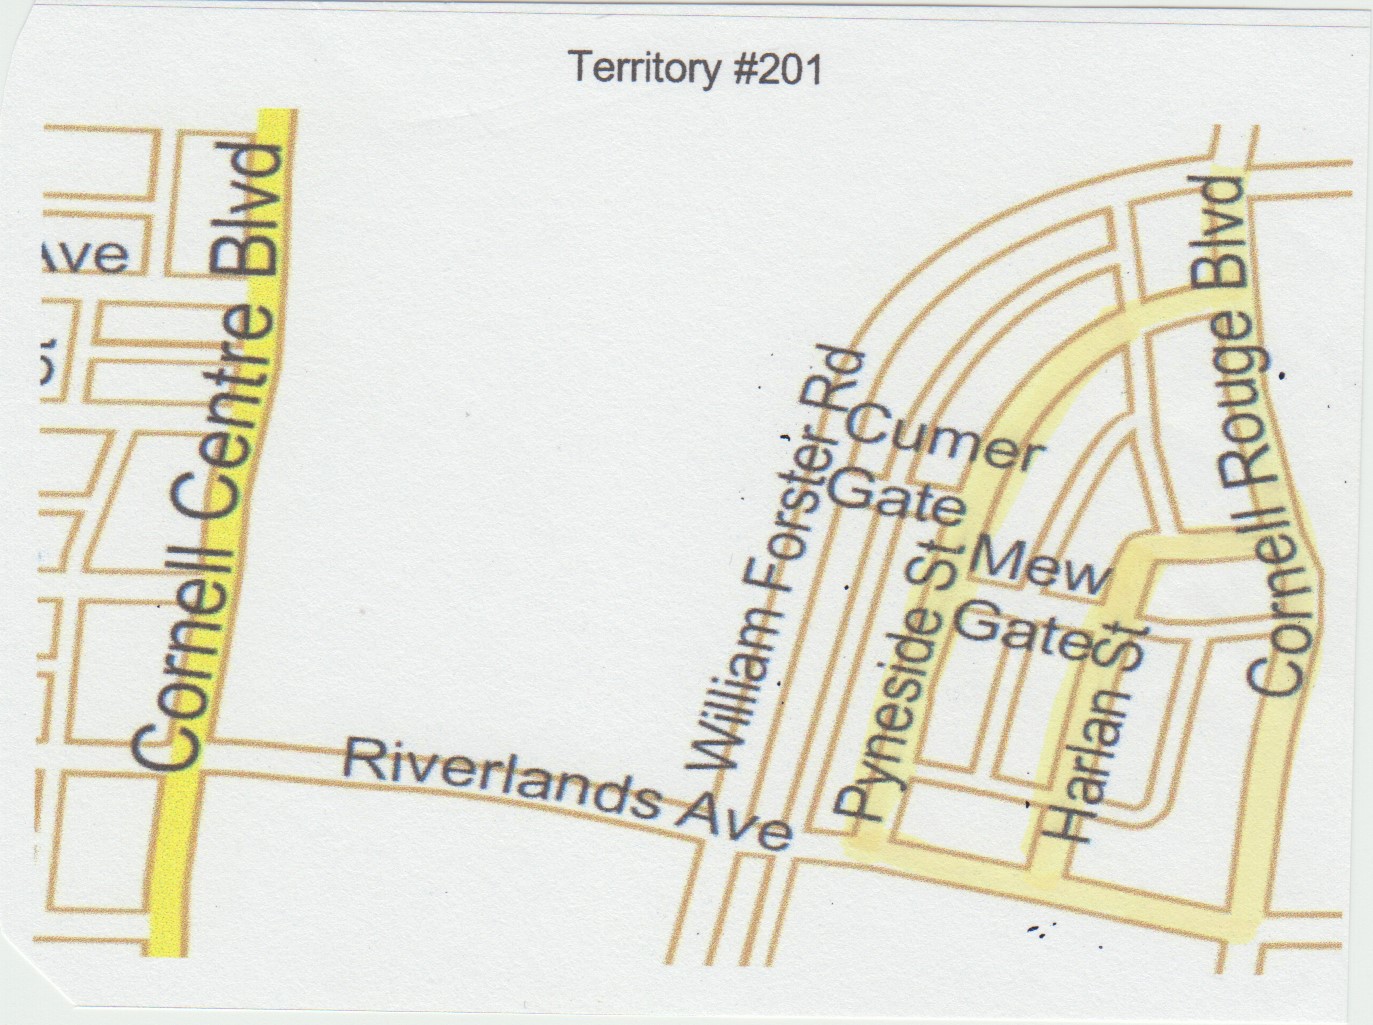 Territory #201
Cornell Centre Blvd
Ave
Riverlands Ave
William Forster Rd
Cumer
Gate
Pyneside St
Mew
Gate
Harlan St
Cornell Rouge Blvd
Cornell